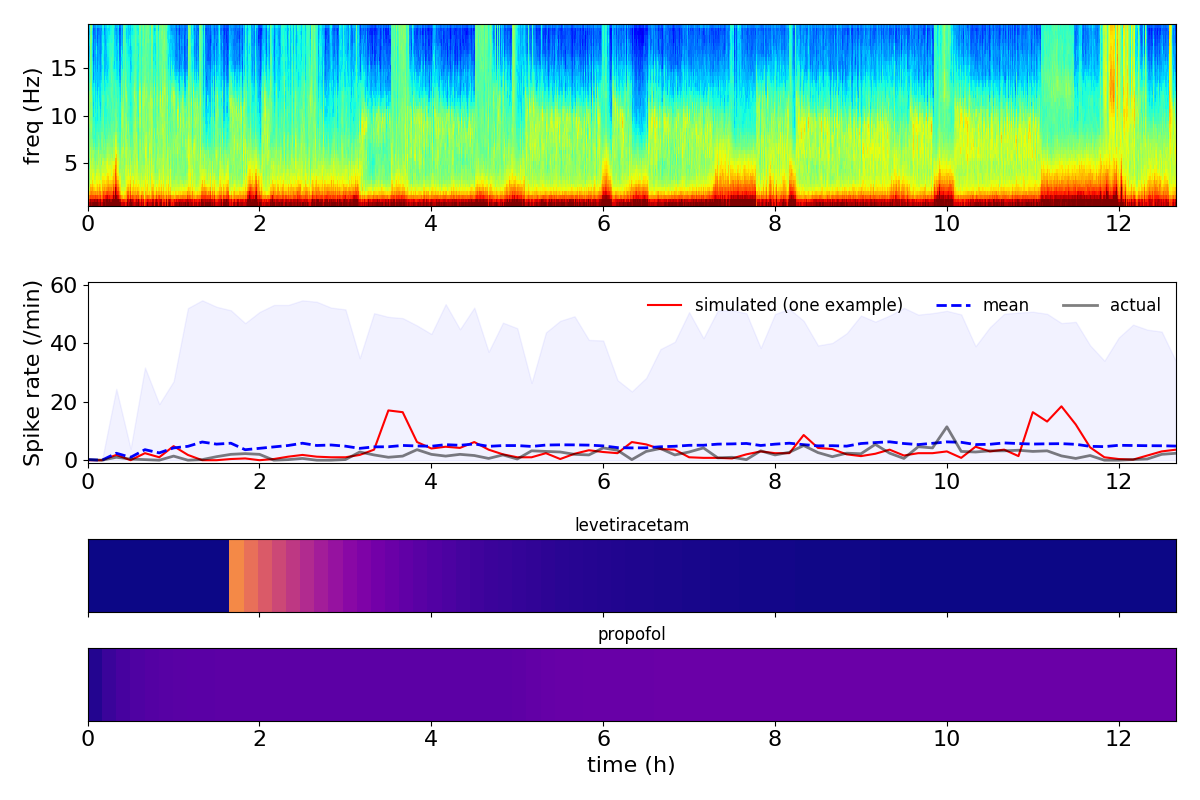 15
10
5
freq (Hz)
0 2 4 6 8 10 12
60
40
20
0
Spike rate (/min)
simulated (one example) mean actual
0 2 4 6 8 10 12
levetiracetam
propofol
0 2 4 6 8 10 12
time (h)